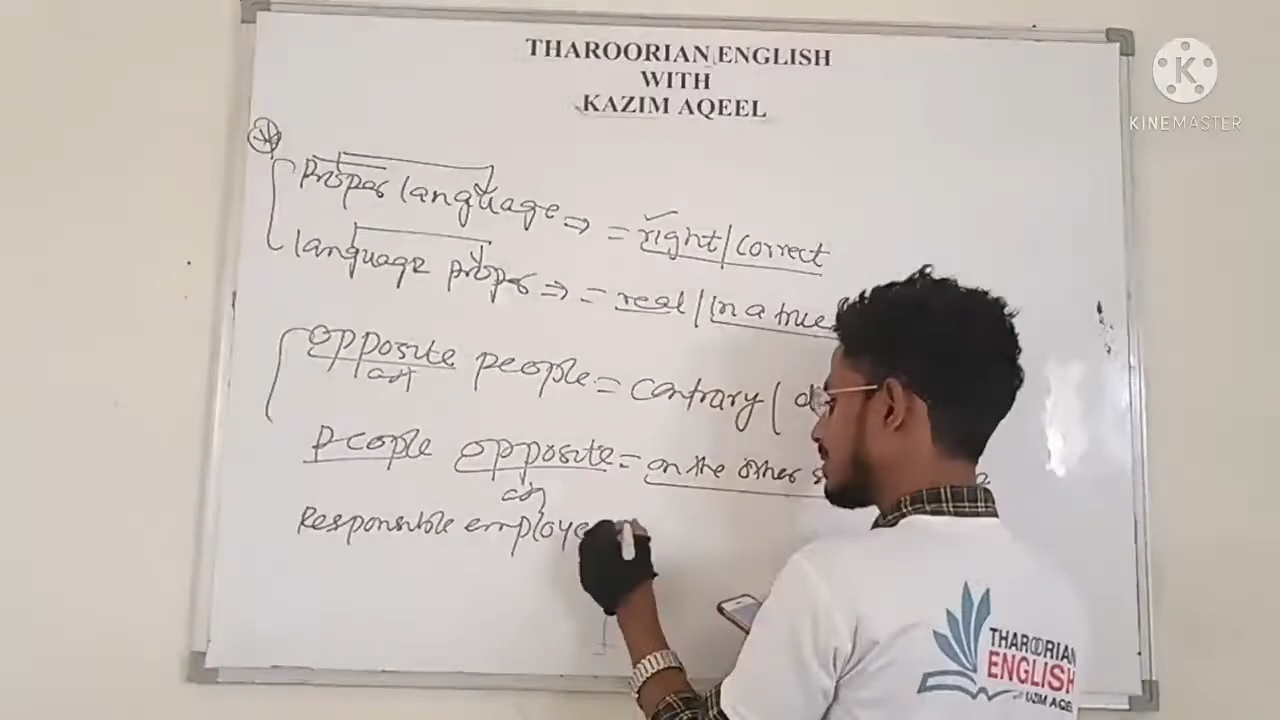 THAROORIAN ENGLISH
WITH
KAZIM AQEEL
K
KINEMASTER
Proper language ⇒ = right/correct
language proper ⇒ = real/in a true
opposite people = contrary (
adj
people opposite = on the other
adj
Responsible employe
THAROORIAN
ENGLISH